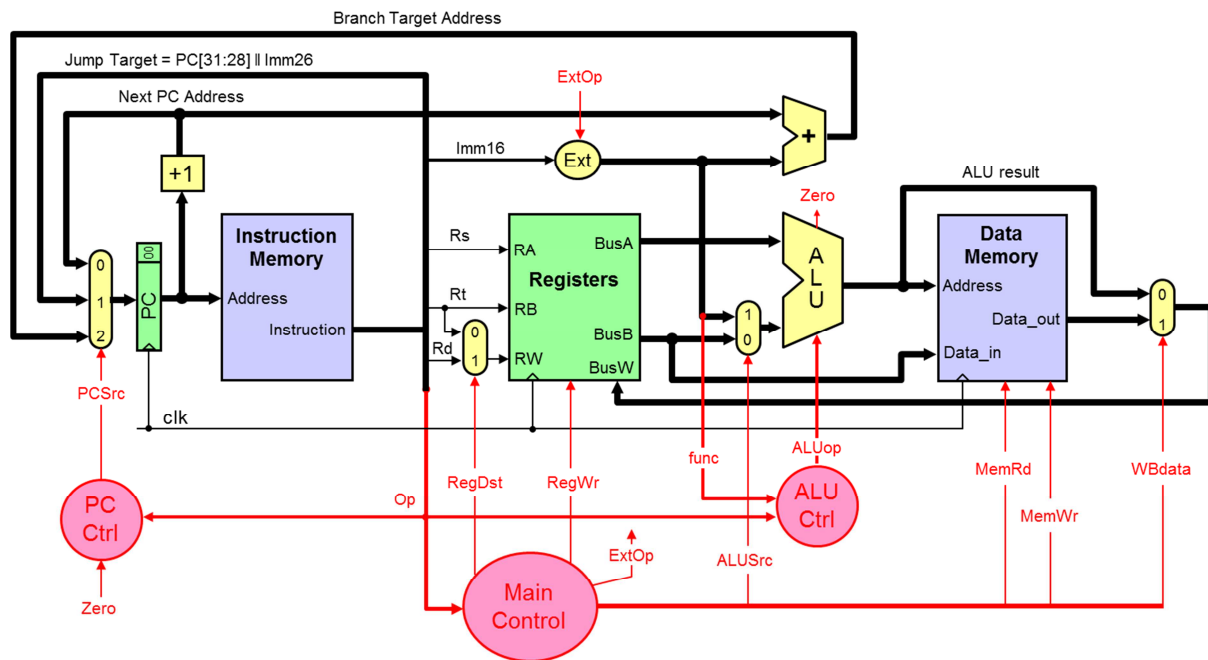 Branch Target Address
Jump Target = PC[31:28] ‖ Imm26
ExtOp
Next PC Address
+
Imm16
Ext
+1
ALU result
Zero
Instruction
Memory
Data
Memory
Rs
RA
BusA
00
0
Registers
A
L
U
Address
0
1
PC
Address
Rt
RB
1
Data_out
1
2
Instruction
0
BusB
0
Rd
1
RW
Data_in
BusW
PCSrc
clk
func
ALUop
MemRd
WBdata
RegDst
RegWr
Op
PC
Ctrl
ALU
Ctrl
MemWr
ExtOp
ALUSrc
Zero
Main
Control